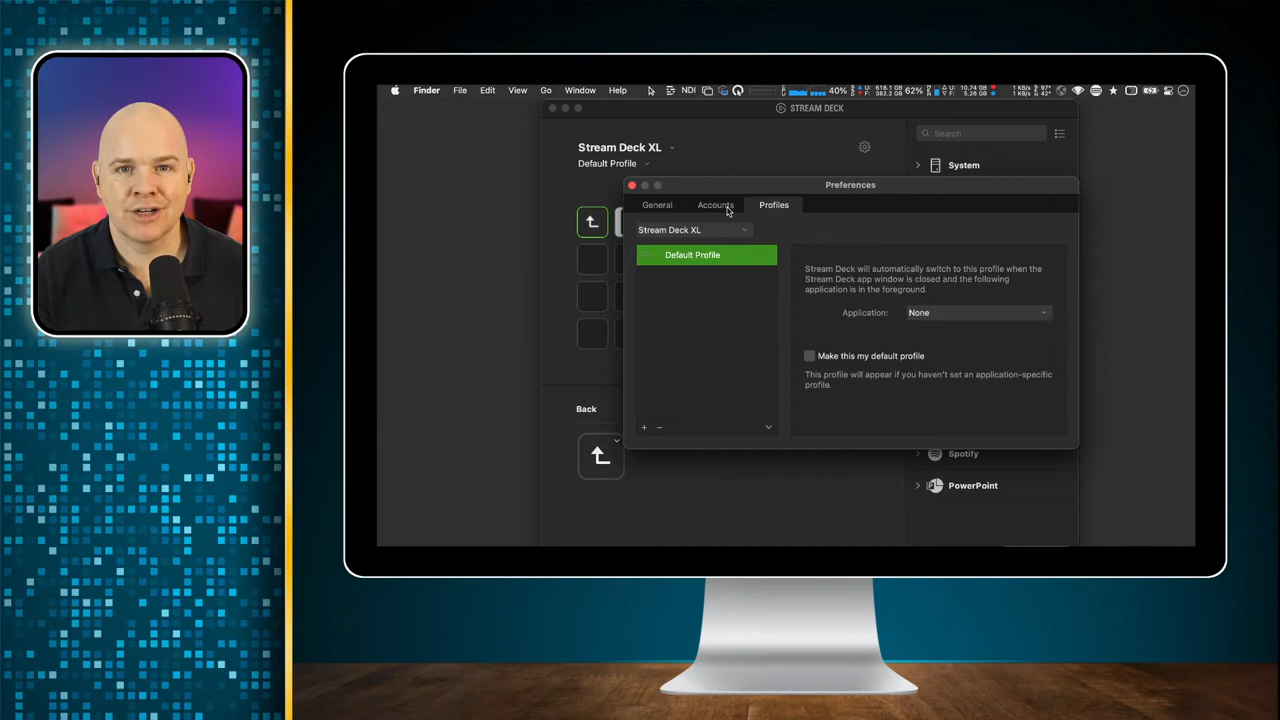 Finder File Edit View Go Window Help
NDI
40%
62%
STREAM DECK
Stream Deck XL
Default Profile
Search
System
Preferences
General Accounts Profiles
Stream Deck XL
Default Profile
Stream Deck will automatically switch to this profile when the
Stream Deck app window is closed and the following
application is in the foreground.
Application: None
Make this my default profile
This profile will appear if you haven't set an application-specific
profile.
+ −
Back
Spotify
PowerPoint